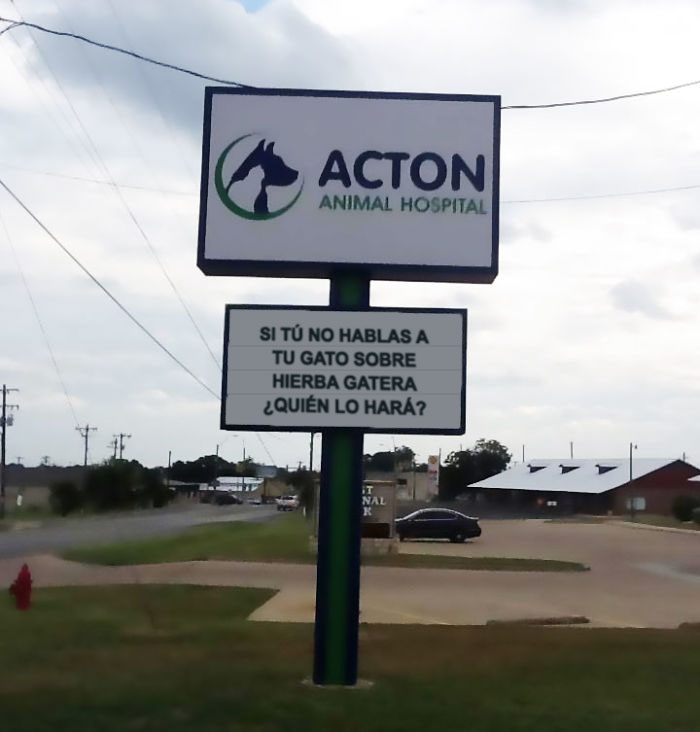 ACTON
ANIMAL HOSPITAL
SI TÚ NO HABLAS A
TU GATO SOBRE
HIERBA GATERA
¿QUIÉN LO HARÁ?